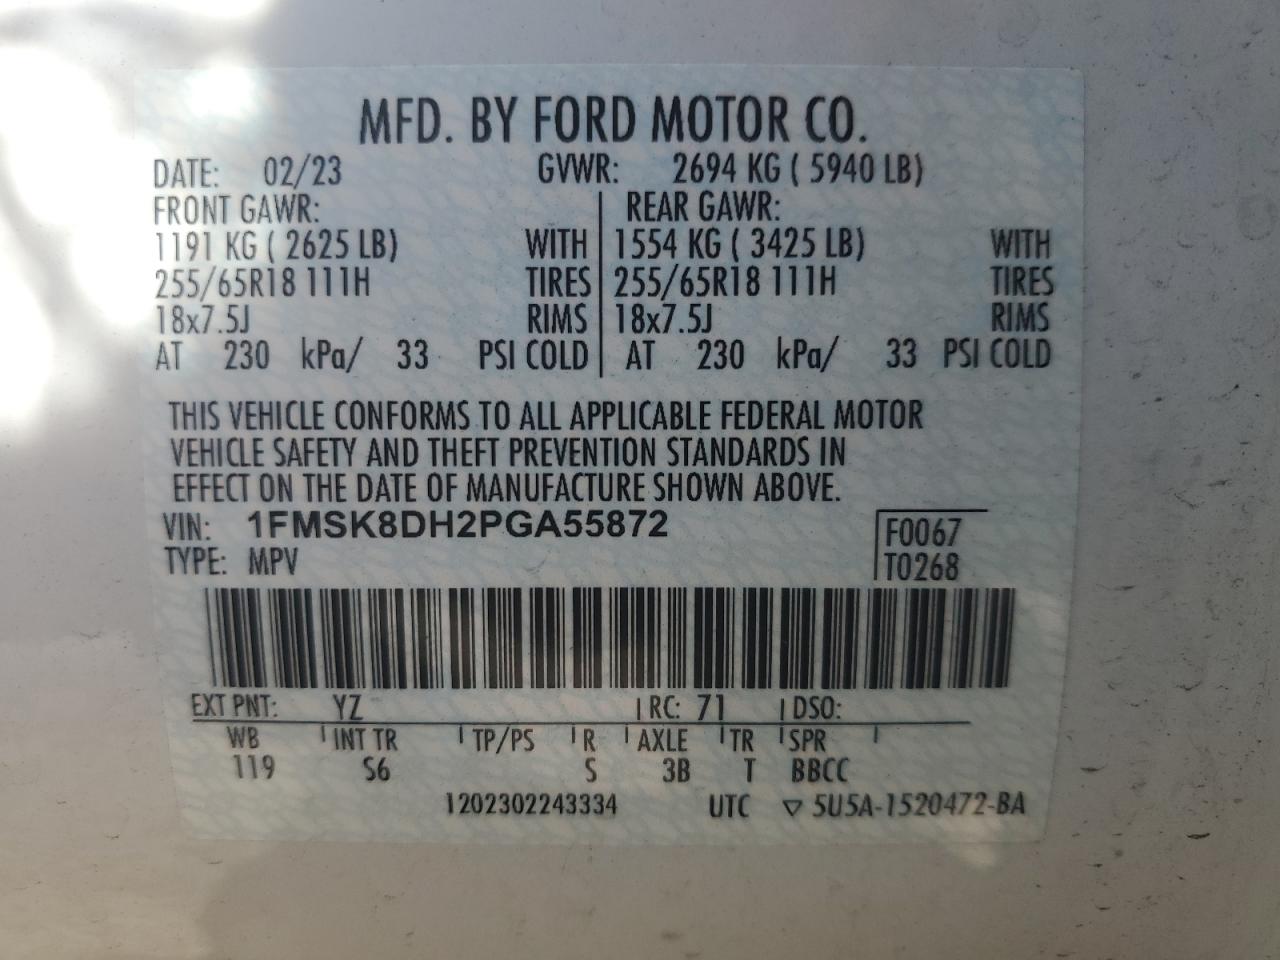 MFD. BY FORD MOTOR CO.
DATE: 02/23 GVWR: 2694 KG ( 5940 LB)
FRONT GAWR: REAR GAWR:
1191 KG ( 2625 LB) WITH 1554 KG ( 3425 LB) WITH
255/65R18 111H TIRES 255/65R18 111H TIRES
18x7.5J RIMS 18x7.5J RIMS
AT 230 kPa/ 33 PSI COLD AT 230 kPa/ 33 PSI COLD
THIS VEHICLE CONFORMS TO ALL APPLICABLE FEDERAL MOTOR
VEHICLE SAFETY AND THEFT PREVENTION STANDARDS IN
EFFECT ON THE DATE OF MANUFACTURE SHOWN ABOVE.
VIN: 1FMSK8DH2PGA55872 F0067
TYPE: MPV T0268
EXT PNT: YZ RC: 71 DSO:
WB INT TR TP/PS R AXLE TR SPR
119 S6 S 3B T BBCC
1202302243334 UTC ▽ 5U5A-1520472-BA